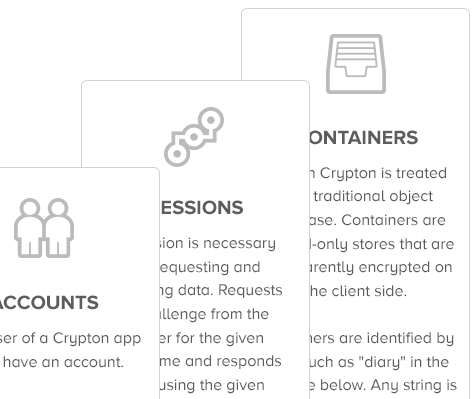 ONTAINERS
n Crypton is treated
traditional object
ase. Containers are
d-only stores that are
arently encrypted on
he client side.
ners are identified by
uch as "diary" in the
e below. Any string is
ESSIONS
sion is necessary
equesting and
ng data. Requests
allenge from the
er for the given
me and responds
using the given
ACCOUNTS
ser of a Crypton app
have an account.